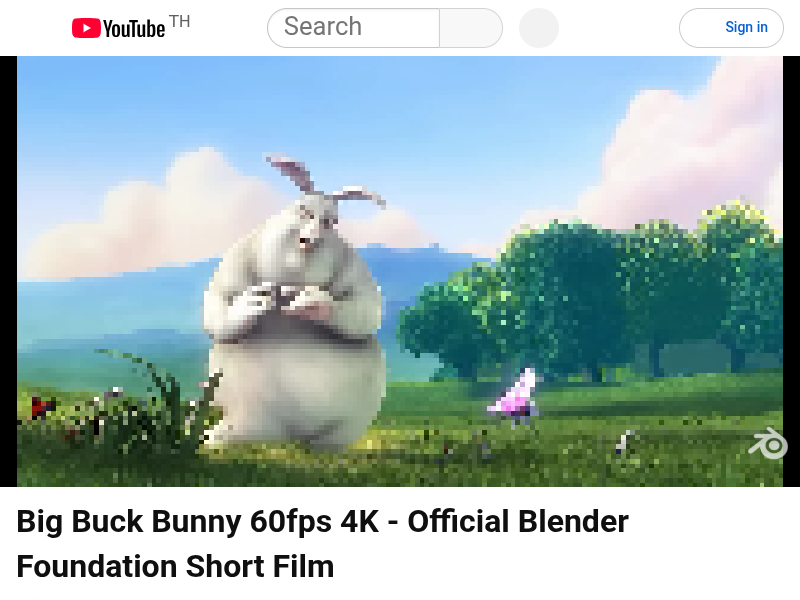 YouTube TH
Search
Sign in
Big Buck Bunny 60fps 4K - Official Blender
Foundation Short Film